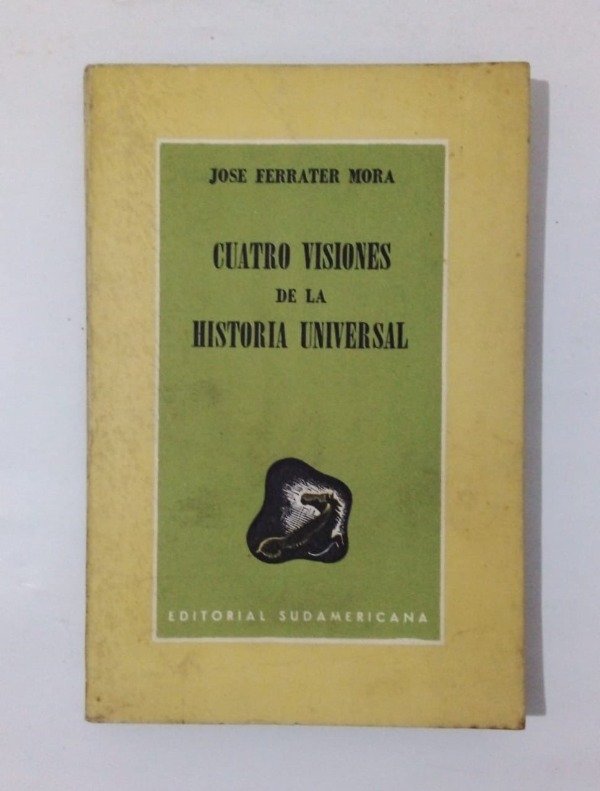 JOSE FERRATER MORA
CUATRO VISIONES
DE LA
HISTORIA UNIVERSAL
EDITORIAL SUDAMERICANA